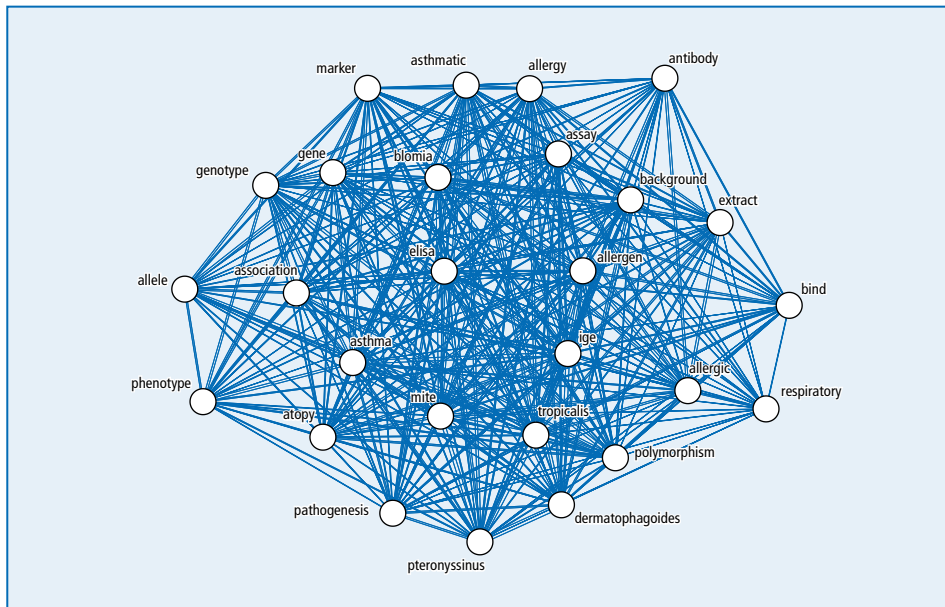 antibody
asthmatic
allergy
marker
assay
gene
blomia
genotype
background
extract
elisa
allergen
association
allele
bind
ige
asthma
allergic
phenotype
respiratory
mite
tropicalis
atopy
polymorphism
pathogenesis
dermatophagoides
pteronyssinus